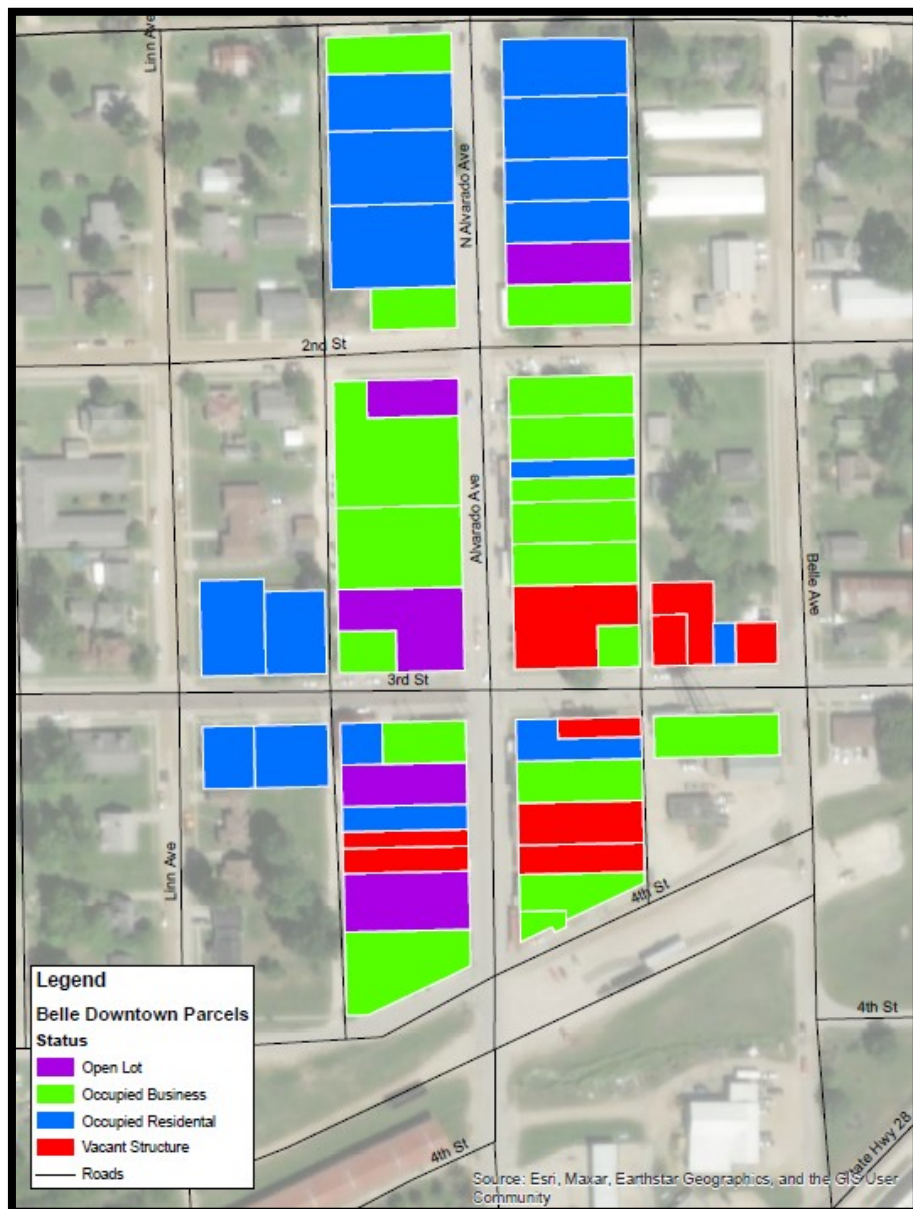 Linn Ave
N Alvarado Ave
2nd St
Alvarado Ave
Belle Ave
3rd St
Linn Ave
4th St
4th St
4th St
State Hwy 28
Legend
Belle Downtown Parcels
Status
Open Lot
Occupied Business
Occupied Residental
Vacant Structure
Roads
Source: Esri, Maxar, Earthstar Geographics, and the GIS User
Community